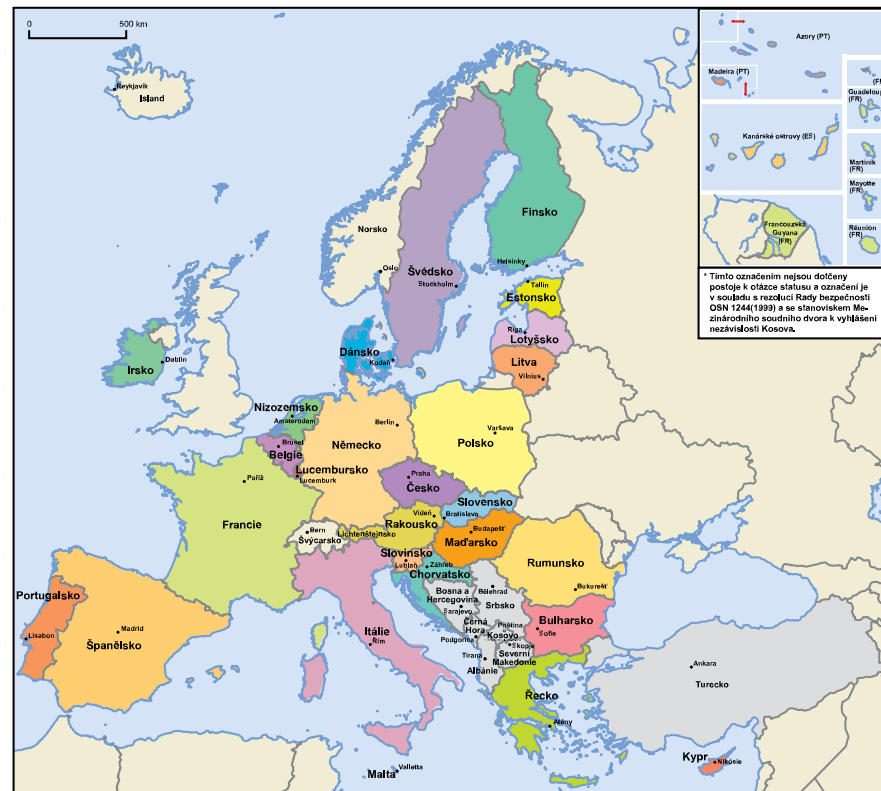 0
500 km
Reykjavík
Island
Azory (PT)
Madeira (PT)
Guadeloup
(FR)
Kanárské ostrovy (ES)
Martinik
(FR)
Mayotte
(FR)
Francouzská
Guyana
(FR)
Réunion
(FR)
* Tímto označením nejsou dotčeny
postoje k otázce statusu a označení je
v souladu s rezolucí Rady bezpečnosti
OSN 1244(1999) a se stanoviskem Me-
zinárodního soudního dvora k vyhlášení
nezávislosti Kosova.
Norsko
Finsko
Oslo
Helsinky
Švédsko
Stockholm
Tallin
Estonsko
Riga
Lotyšsko
Dánsko
Kodaň
Litva
Vilnius
Dublin
Irsko
Nizozemsko
Amsterodam
Berlín
Varšava
Brusel
Belgie
Německo
Polsko
Lucembursko
Lucemburk
Paříž
Praha
Česko
Slovensko
Bratislava
Francie
Vídeň
Rakousko
Bern
Švýcarsko
Lichtenštejnsko
Budapešť
Maďarsko
Slovinsko
Lublaň
Záhřeb
Chorvatsko
Rumunsko
Bukurešť
Bosna a
Hercegovina
Sarajevo
Bělehrad
Srbsko
Portugalsko
Lisabon
Madrid
Španělsko
Itálie
Řím
Černá
Hora
Podgorica
Priština
Kosovo
Bulharsko
Sofie
Skopje
Severní
Makedonie
Tirana
Albánie
Ankara
Turecko
Řecko
Atény
Malta
Valletta
Kypr
Nikósie